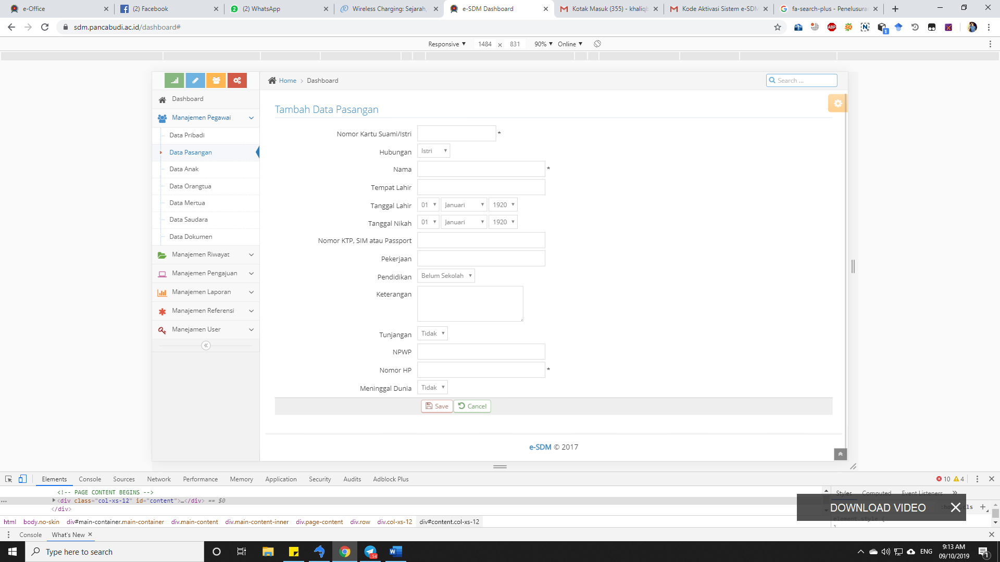 e-Office
(2) Facebook
(2) WhatsApp
Wireless Charging: Sejarah,
e-SDM Dashboard
Kotak Masuk (355) - khaliqb
Kode Aktivasi Sistem e-SDM
fa-search-plus - Penelusura
sdm.pancabudi.ac.id/dashboard#
Responsive 1484 × 831 90% Online
Home > Dashboard
Search ...
Dashboard
Manajemen Pegawai
Data Pribadi
Data Pasangan
Data Anak
Data Orangtua
Data Mertua
Data Saudara
Data Dokumen
Manajemen Riwayat
Manajemen Pengajuan
Manajemen Laporan
Manajemen Referensi
Manejamen User
Tambah Data Pasangan
Nomor Kartu Suami/Istri *
Hubungan Istri
Nama *
Tempat Lahir
Tanggal Lahir 01 Januari 1920
Tanggal Nikah 01 Januari 1920
Nomor KTP, SIM atau Passport
Pekerjaan
Pendidikan Belum Sekolah
Keterangan
Tunjangan Tidak
NPWP
Nomor HP *
Meninggal Dunia Tidak
Save Cancel
e-SDM © 2017
Elements Console Sources Network Performance Memory Application Security Audits Adblock Plus 10 4
<!-- PAGE CONTENT BEGINS -->
... <div class="col-xs-12" id="content">…</div> == $0
</div>
Styles Computed Event Listeners »
DOWNLOAD VIDEO
.cls +
element.style {
}
html body.no-skin div#main-container.main-container div.main-content div.main-content-inner div.page-content div.row div.col-xs-12 div#content.col-xs-12
Console What's New
Type here to search
54
ENG
9:13 AM
09/10/2019
1